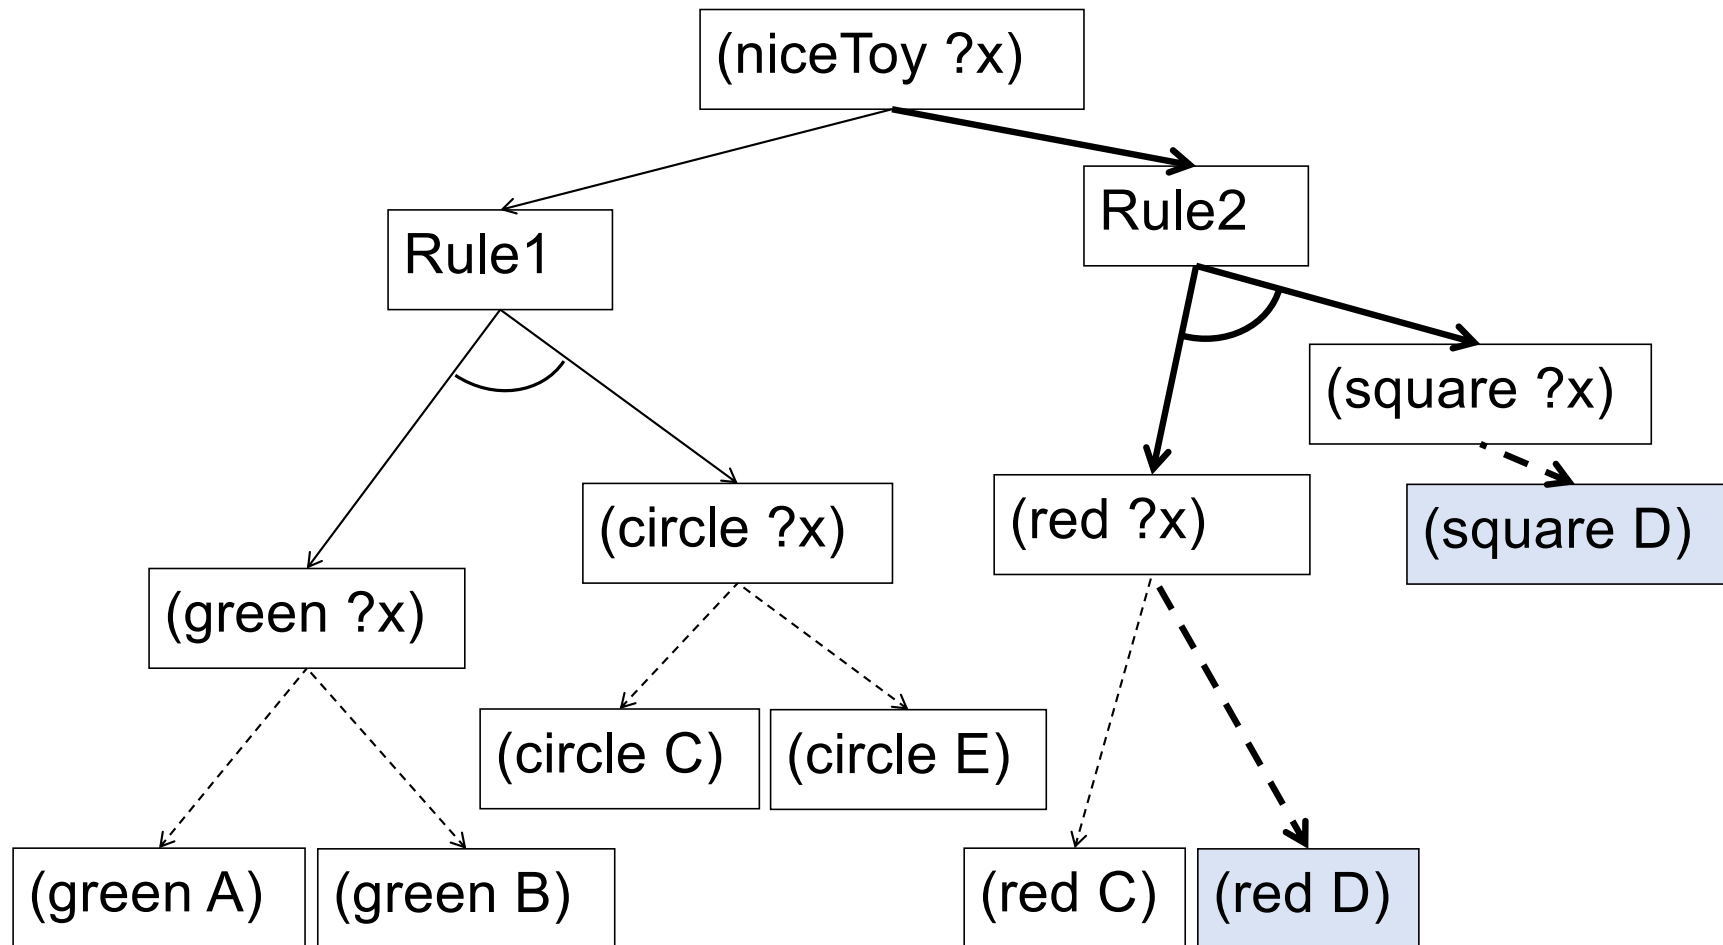 (niceToy ?x)
Rule1
Rule2
(square ?x)
(green ?x)
(circle ?x)
(red ?x)
(square D)
(circle C)
(circle E)
(green A)
(green B)
(red C)
(red D)